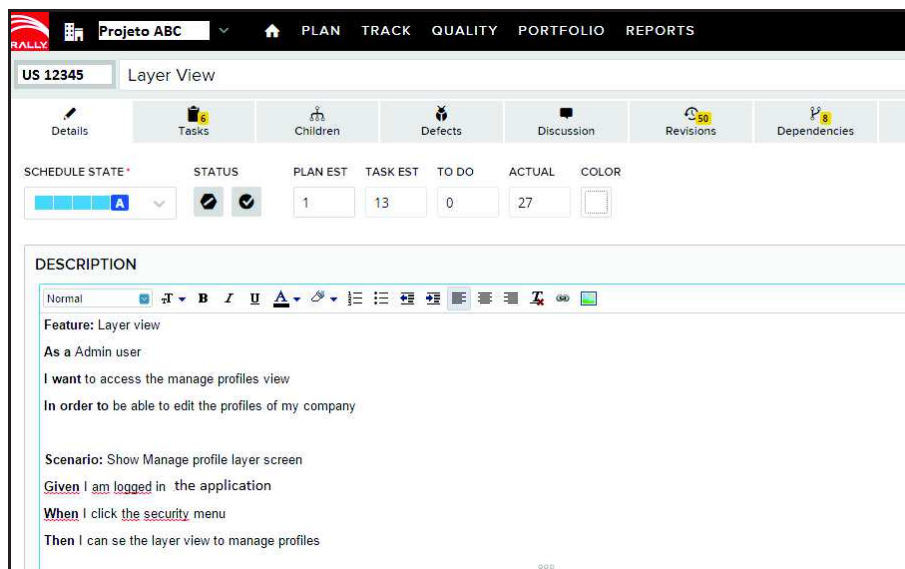 RALLY
Projeto ABC
PLAN TRACK QUALITY PORTFOLIO REPORTS
US 12345 Layer View
6 50 8
Details Tasks Children Defects Discussion Revisions Dependencies
SCHEDULE STATE* STATUS PLAN EST TASK EST TO DO ACTUAL COLOR
A 1 13 0 27
DESCRIPTION
Normal T B I U A T
Feature: Layer view
As a Admin user
I want to access the manage profiles view
In order to be able to edit the profiles of my company
Scenario: Show Manage profile layer screen
Given I am logged in the application
When I click the security menu
Then I can se the layer view to manage profiles